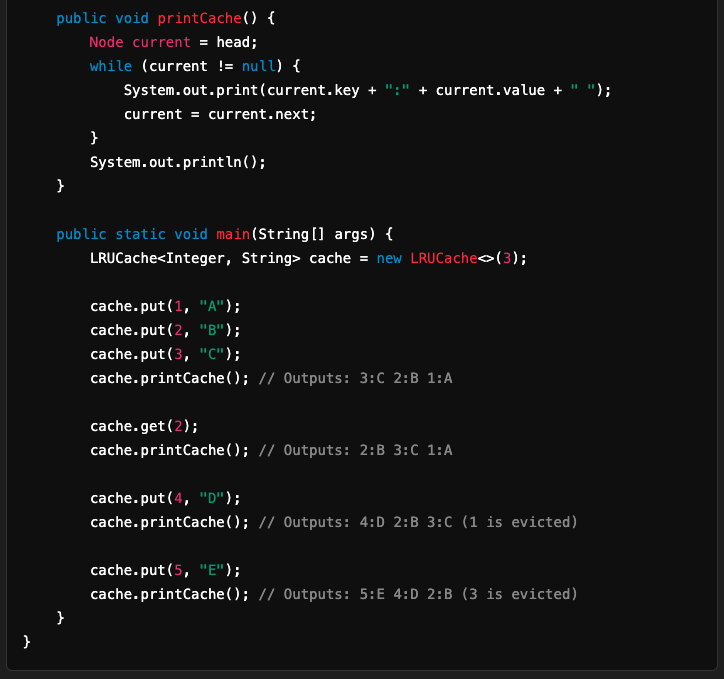 public void printCache() {
Node current = head;
while (current != null) {
System.out.print(current.key + ":" + current.value + " ");
current = current.next;
}
System.out.println();
}
public static void main(String[] args) {
LRUCache<Integer, String> cache = new LRUCache<>(3);
cache.put(1, "A");
cache.put(2, "B");
cache.put(3, "C");
cache.printCache(); // Outputs: 3:C 2:B 1:A
cache.get(2);
cache.printCache(); // Outputs: 2:B 3:C 1:A
cache.put(4, "D");
cache.printCache(); // Outputs: 4:D 2:B 3:C (1 is evicted)
cache.put(5, "E");
cache.printCache(); // Outputs: 5:E 4:D 2:B (3 is evicted)
}
}